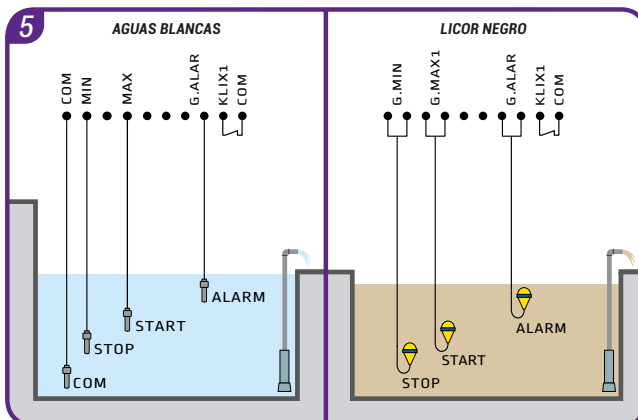 5
AGUAS BLANCAS
COM
MIN
MAX
G.ALAR
KLIX1
COM
ALARM
START
STOP
COM
LICOR NEGRO
G.MIN
G.MAX1
G.ALAR
KLIX1
COM
ALARM
START
STOP